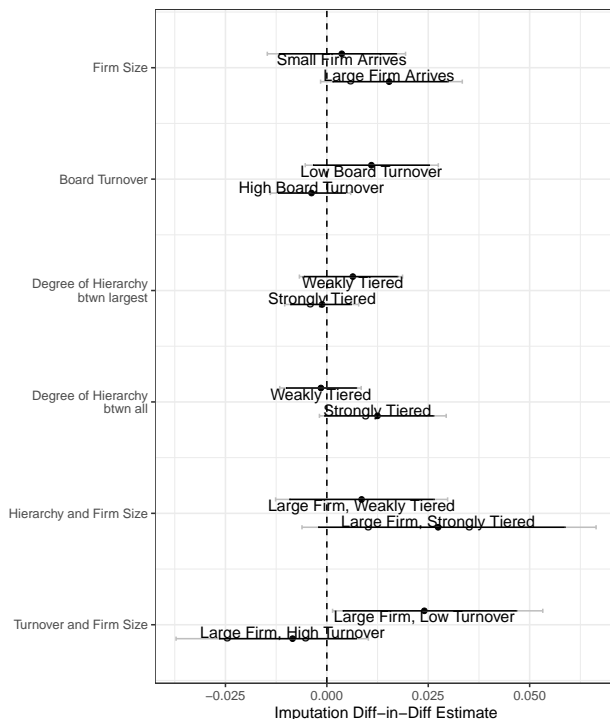 Firm Size
Small Firm Arrives
Large Firm Arrives
Board Turnover
Low Board Turnover
High Board Turnover
Degree of Hierarchy
btwn largest
Weakly Tiered
Strongly Tiered
Degree of Hierarchy
btwn all
Weakly Tiered
Strongly Tiered
Hierarchy and Firm Size
Large Firm, Weakly Tiered
Large Firm, Strongly Tiered
Turnover and Firm Size
Large Firm, Low Turnover
Large Firm, High Turnover
−0.025 0.000 0.025 0.050
Imputation Diff−in−Diff Estimate